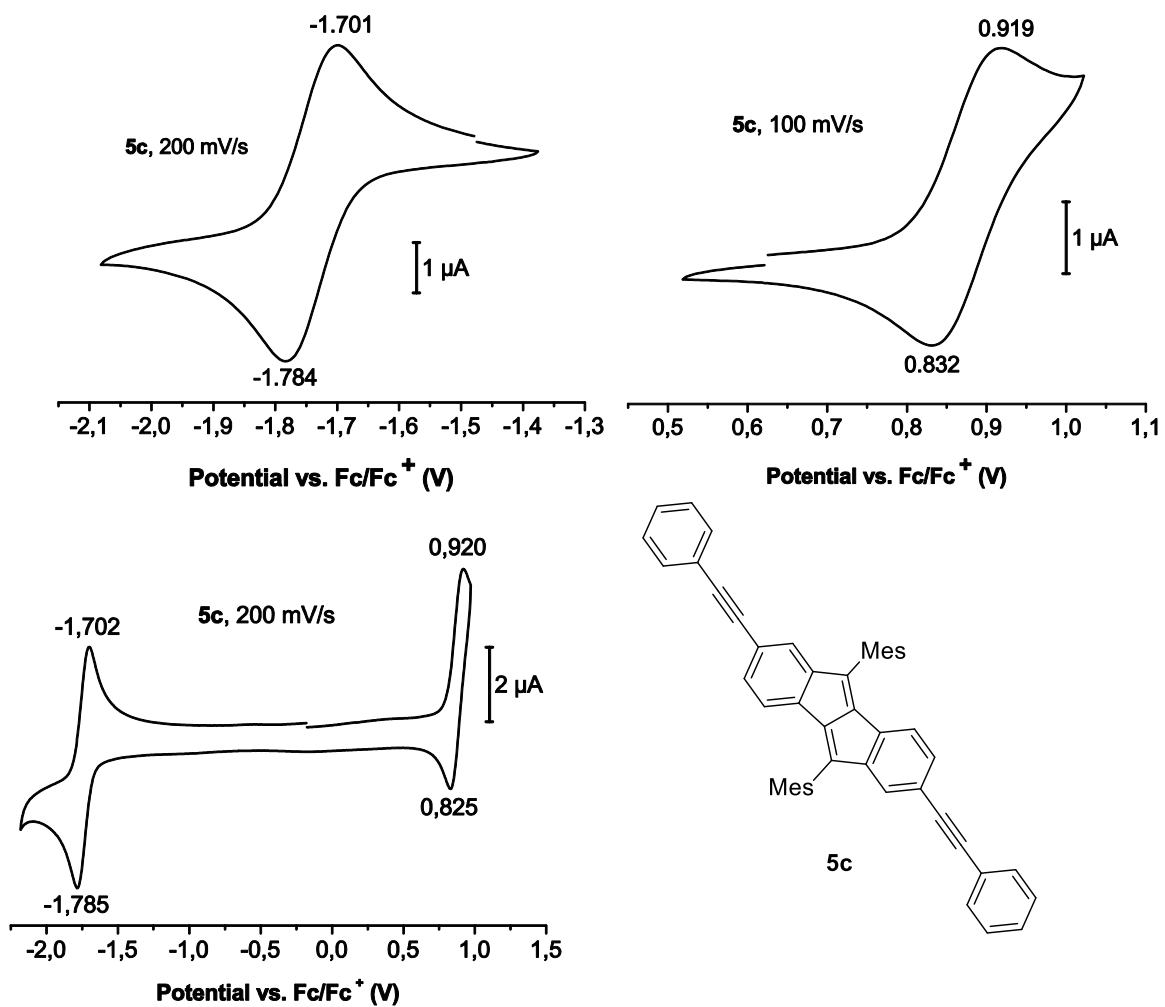 -1.701
5c, 200 mV/s
1 µA
-1.784
-2,1 -2,0 -1,9 -1,8 -1,7 -1,6 -1,5 -1,4 -1,3
Potential vs. Fc/Fc+ (V)
0.919
5c, 100 mV/s
1 µA
0.832
0,5 0,6 0,7 0,8 0,9 1,0 1,1
Potential vs. Fc/Fc+ (V)
0,920
5c, 200 mV/s
-1,702
2 µA
0,825
-1,785
-2,0 -1,5 -1,0 -0,5 0,0 0,5 1,0 1,5
Potential vs. Fc/Fc+ (V)
Mes
Mes
5c